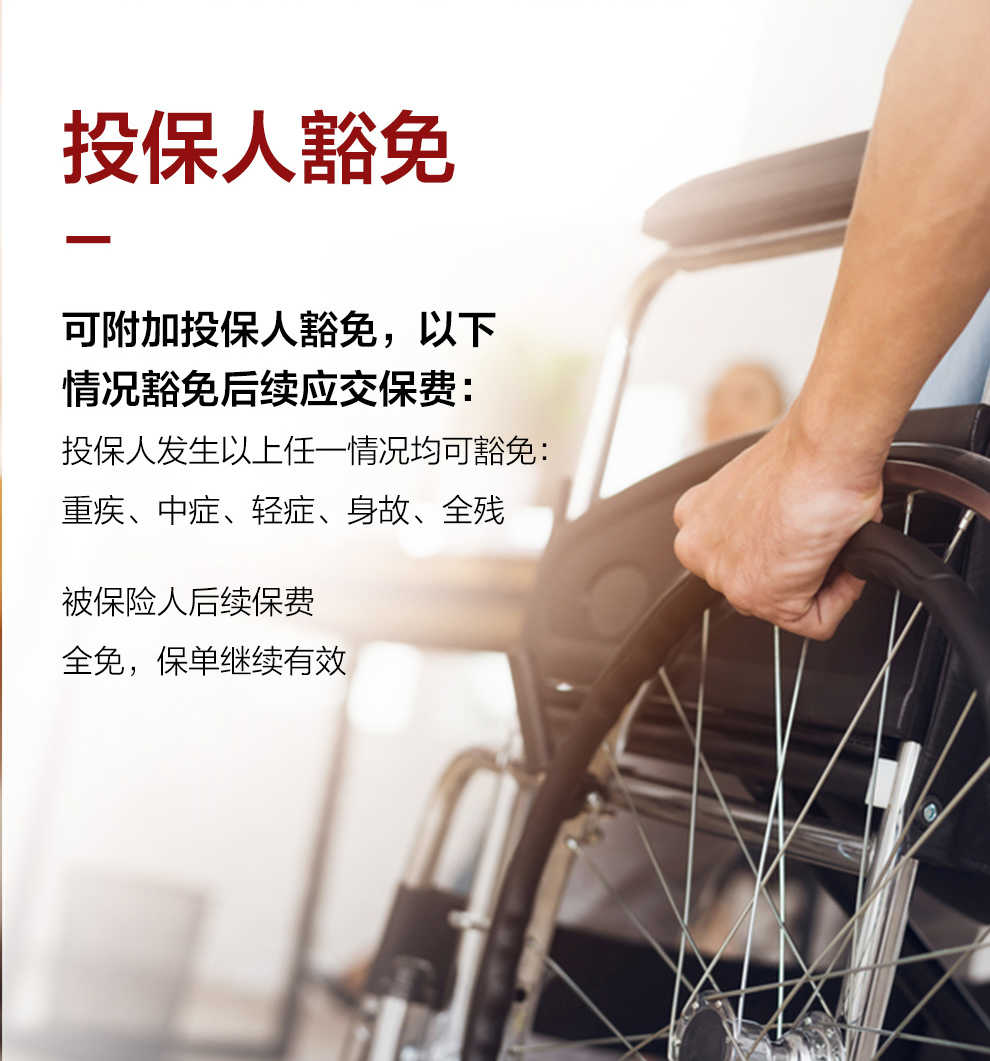 投保人豁免
可附加投保人豁免，以下
情况豁免后续应交保费：
投保人发生以上任一情况均可豁免：
重疾、中症、轻症、身故、全残
被保险人后续保费
全免，保单继续有效